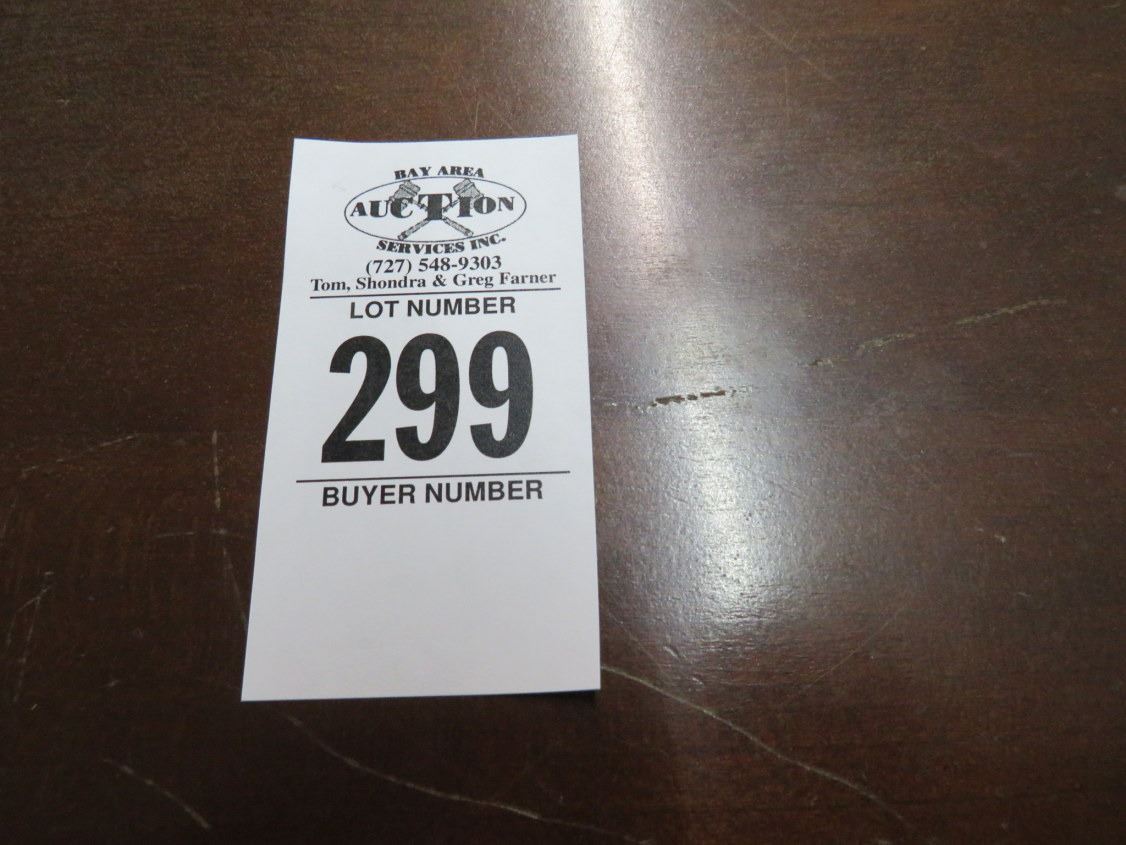 BAY AREA
AUCTION
SERVICES INC.
(727) 548-9303
Tom, Shondra & Greg Farner
LOT NUMBER
299
BUYER NUMBER